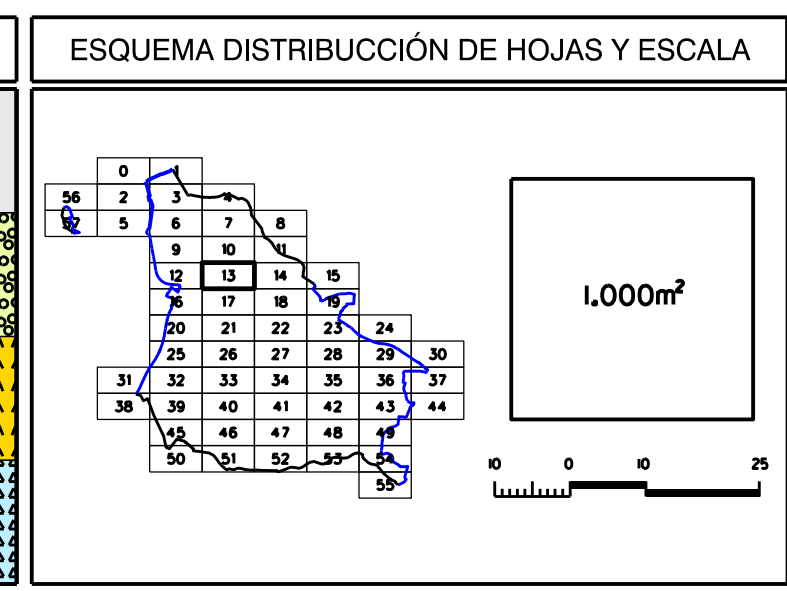 ESQUEMA DISTRIBUCCIÓN DE HOJAS Y ESCALA
0 1
56 2 3 4
57 5 6 7 8
9 10 11
12 13 14 15
16 17 18 19
20 21 22 23 24
25 26 27 28 29 30
31 32 33 34 35 36 37
38 39 40 41 42 43 44
45 46 47 48 49
50 51 52 53 54
55
1.000m²
10 0 10 25